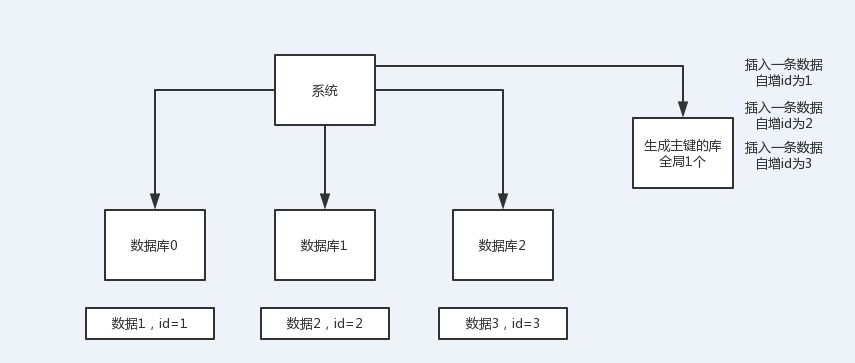 系统
插入一条数据
自增id为1
插入一条数据
自增id为2
插入一条数据
自增id为3
生成主键的库
全局1个
数据库0
数据库1
数据库2
数据1，id=1
数据2，id=2
数据3，id=3